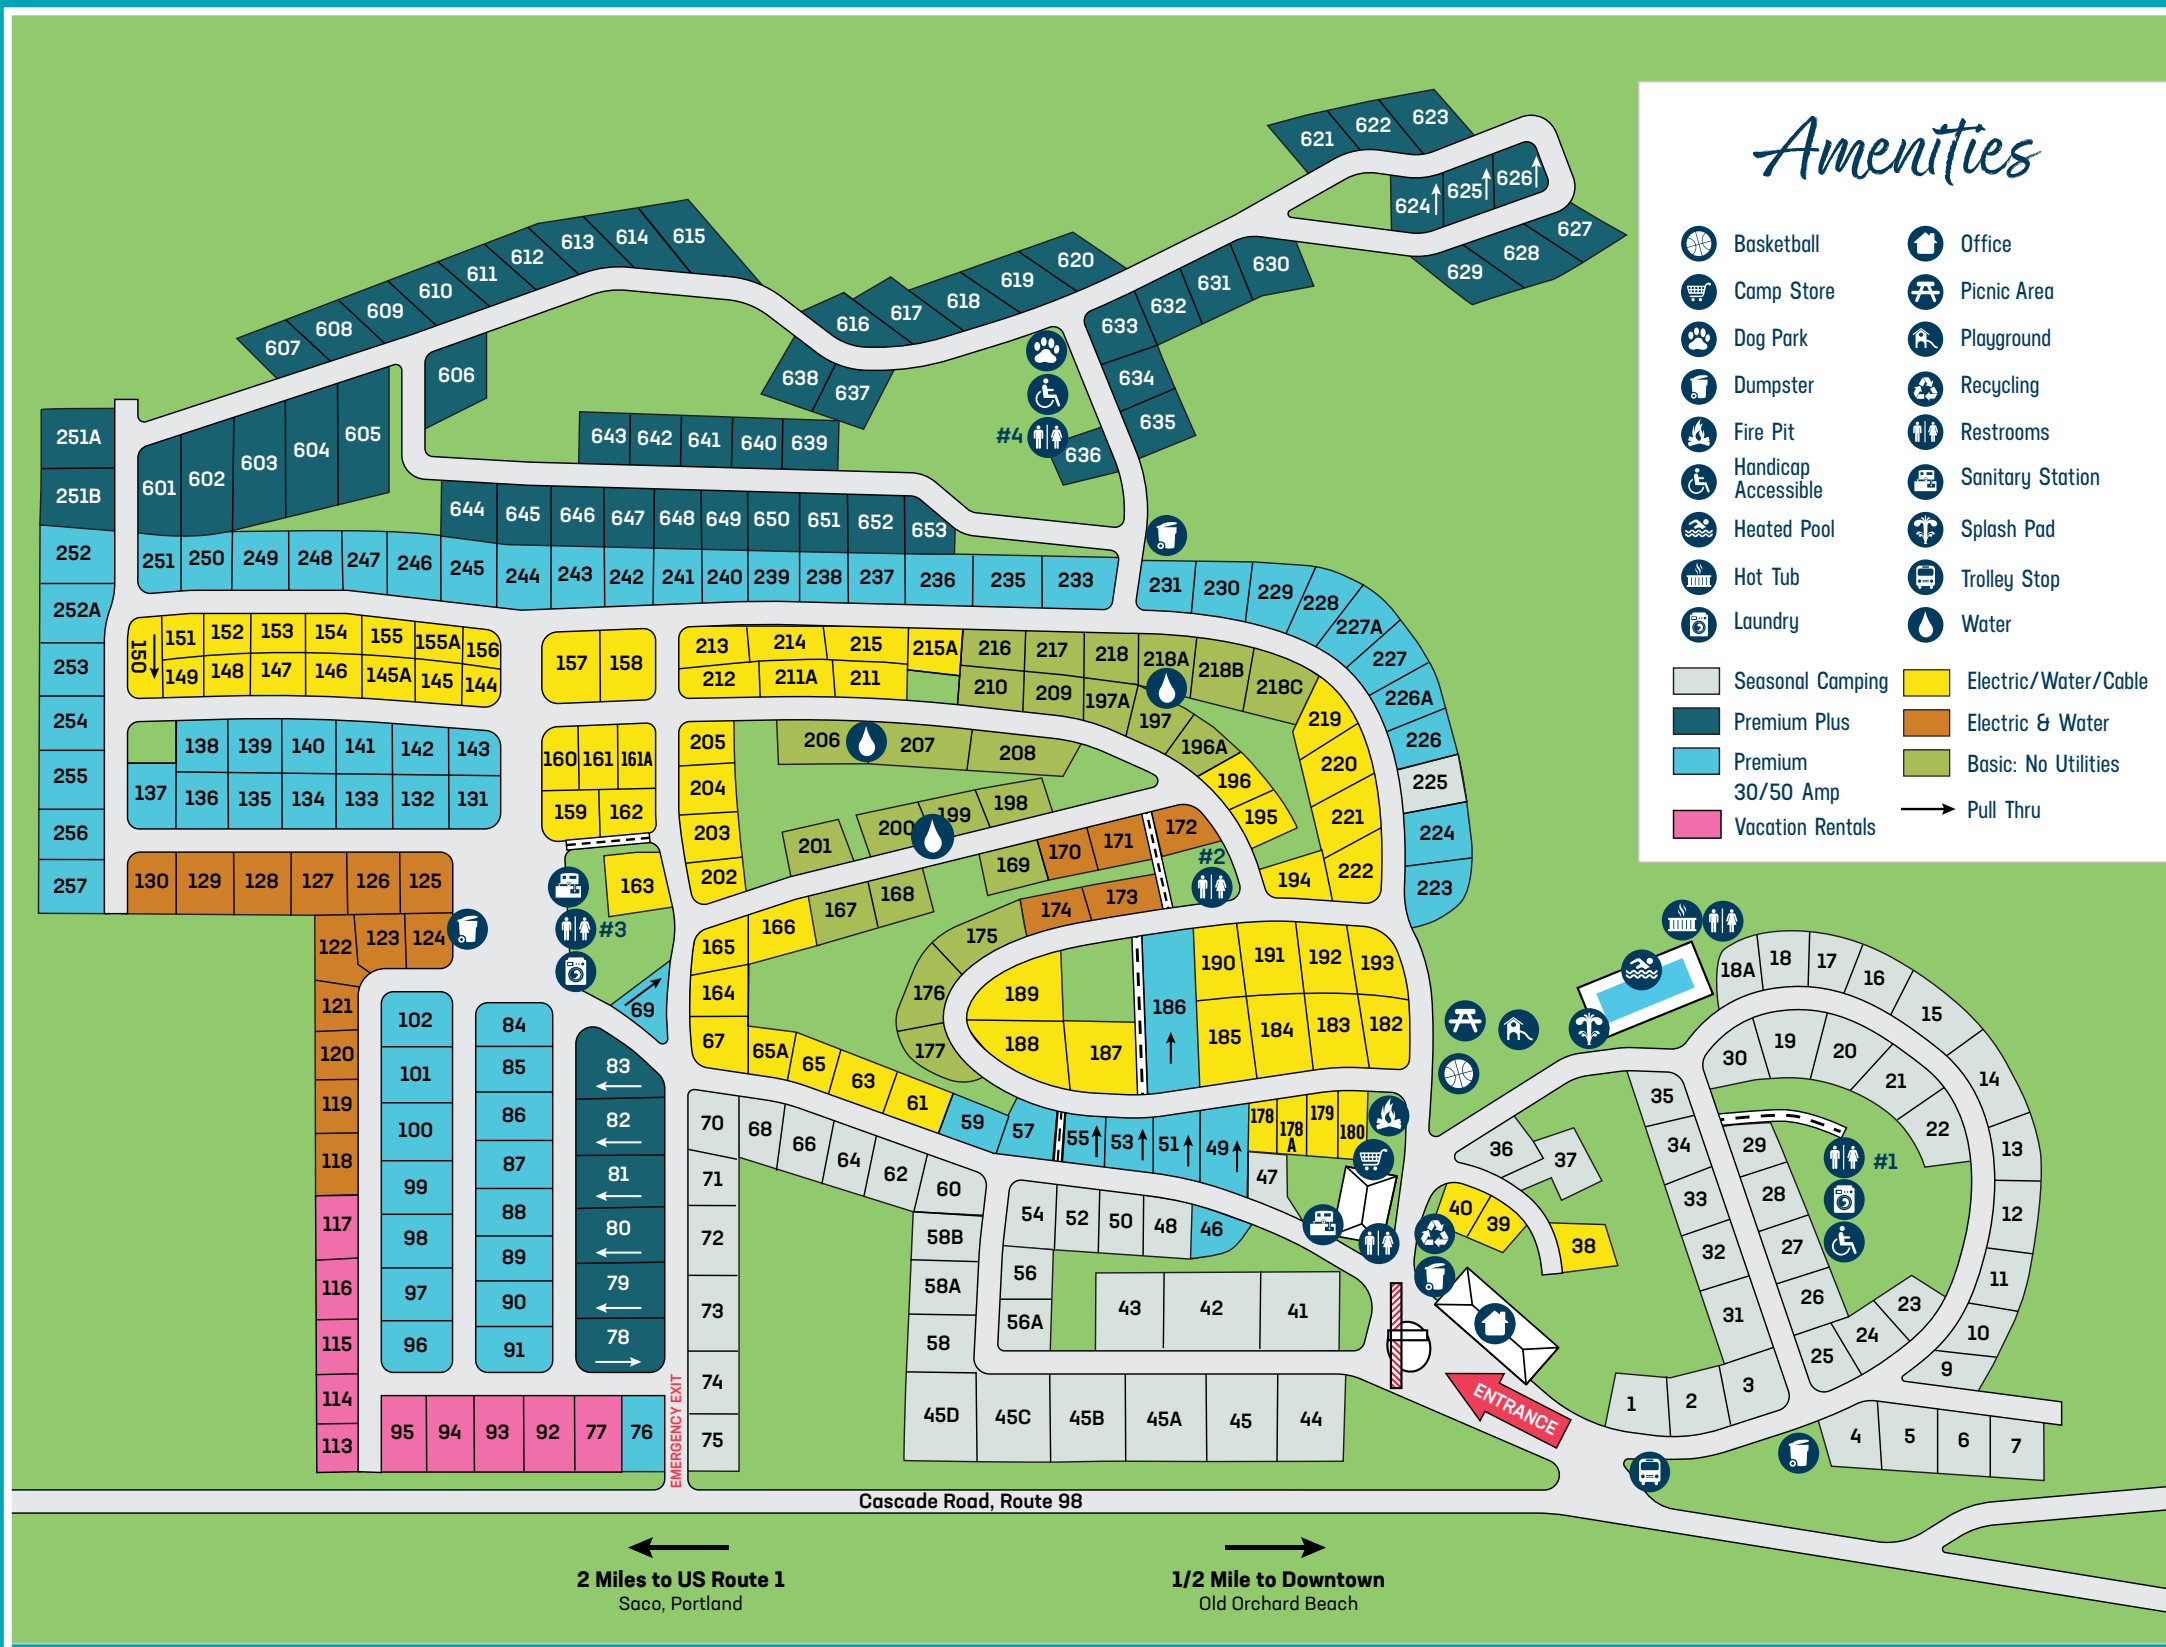 Amenities
Basketball
Camp Store
Dog Park
Dumpster
Fire Pit
Handicap
Accessible
Heated Pool
Hot Tub
Laundry
Office
Picnic Area
Playground
Recycling
Restrooms
Sanitary Station
Splash Pad
Trolley Stop
Water
Seasonal Camping
Premium Plus
Premium
30/50 Amp
Vacation Rentals
Electric/Water/Cable
Electric & Water
Basic: No Utilities
Pull Thru
621 622 623
624 625 626
627 628 629
630 631 632 633 634 635 636
607 608 609 610 611 612 613 614 615
616 617 618 619 620
638 637
606
#4
643 642 641 640 639
251A
251B
601 602 603 604 605
644 645 646 647 648 649 650 651 652 653
252
252A
253
254
255
256
257
251 250 249 248 247 246 245 244 243 242 241 240 239 238 237 236 235 233
231 230 229 228 227A 227 226A 226 225 224 223
150 151 152 153 154 155 155A 156
149 148 147 146 145A 145 144
157 158
213 214 215 215A 216 217 218 218A 218B 218C
212 211A 211 210 209 197A 197 196A 196 195
219 220 221 222 194
138 139 140 141 142 143
137 136 135 134 133 132 131
160 161 161A
159 162
205
204
203
202
206 207 208
201 200 199 198
169 170 171 172
#2
130 129 128 127 126 125
163
#3
122 123 124
121
120
119
118
117
116
115
114
113
165 166 167 168
164
67 65A 65 63 61 59 57 55 53 51 49
178 178 A 179 180
175 174 173
176
177
189
188 187 186
190 191 192 193
185 184 183 182
69
102
101
100
99
98
97
96
84
85
86
87
88
89
90
91
83
82
81
80
79
78
95 94 93 92 77 76
EMERGENCY EXIT
70 68 66 64 62 60
71
72
73
74
75
58B
58A
58
54 52 50 48 46
47
56
56A
43 42 41
45D 45C 45B 45A 45 44
36 37
40 39 38
18A 18 17 16 15 14 13 12 11 10 9
30 19 20 21 22
35
34
33
32
31
29
28
27
26
25 24 23
#1
1 2 3
4 5 6 7
ENTRANCE
Cascade Road, Route 98
2 Miles to US Route 1
Saco, Portland
1/2 Mile to Downtown
Old Orchard Beach